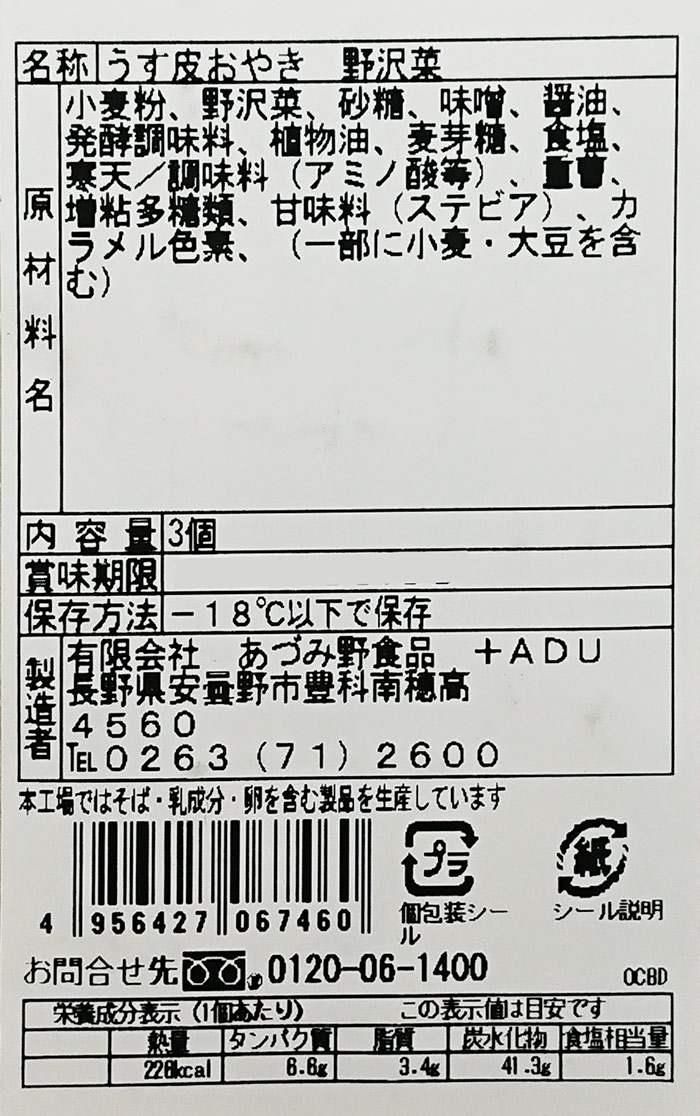 名称 うす皮おやき 野沢菜
原材料名
小麦粉、野沢菜、砂糖、味噌、醤油、
発酵調味料、植物油、麦芽糖、食塩、
寒天／調味料（アミノ酸等）、重曹、
増粘多糖類、甘味料（ステビア）、カ
ラメル色素、（一部に小麦・大豆を含
む）
内容量 3個
賞味期限
保存方法 －18℃以下で保存
製造者
有限会社 あづみ野食品 ＋ADU
長野県安曇野市豊科南穂高
4560
TEL0263（71）2600
本工場ではそば・乳成分・卵を含む製品を生産しています
4 956427 067460
プラ
個包装シー
ル
紙
シール説明
お問合せ先 0120-06-1400
OCBD
栄養成分表示（1個あたり） この表示値は目安です
熱量 タンパク質 脂質 炭水化物 食塩相当量
228kcal 6.6g 3.4g 41.3g 1.6g